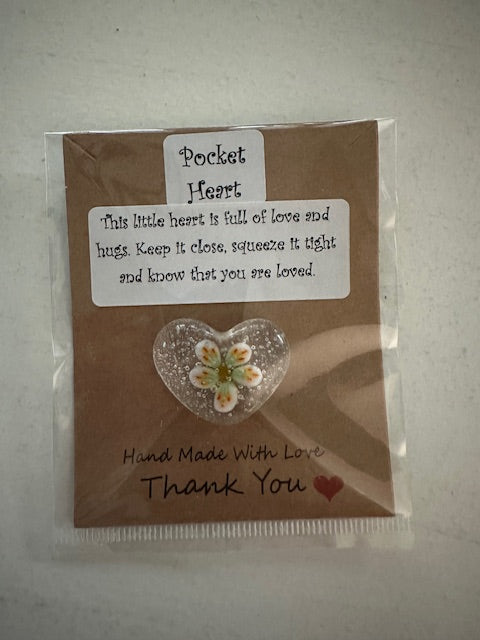 Pocket
Heart
This little heart is full of love and
hugs. Keep it close, squeeze it tight
and know that you are loved.
Hand Made With Love
Thank You